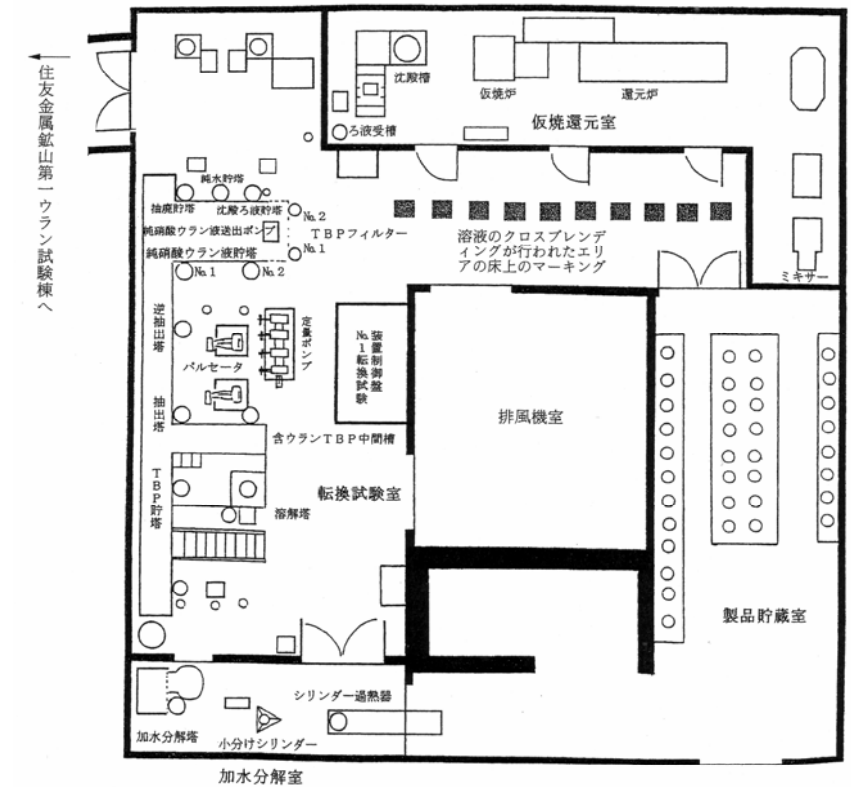 住友金属鉱山第一ウラン試験棟へ
沈殿槽
仮焼炉
還元炉
ろ液受槽
仮焼還元室
純水貯塔
抽廃貯塔
沈殿ろ液貯塔
№2
純硝酸ウラン液送出ポンプ
TBPフィルター
№1
純硝酸ウラン液貯塔
№1
№2
溶液のクロスブレンデ
ィングが行われたエリ
アの床上のマーキング
ミキサー
逆抽出塔
パルセータ
定量ポンプ
装置制御盤
№1転換試験
抽出塔
排風機室
含ウランTBP中間槽
TBP貯塔
転換試験室
溶解塔
製品貯蔵室
シリンダー過熱器
加水分解塔
小分けシリンダー
加水分解室